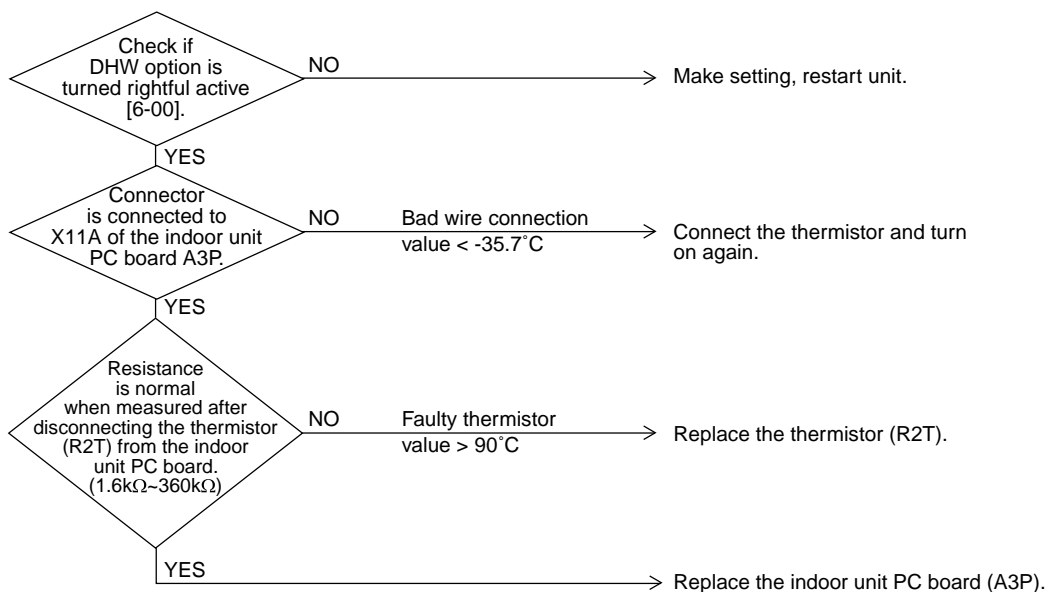 Check if
DHW option is
turned rightful active
[6-00].
NO
Make setting, restart unit.
YES
Connector
is connected to
X11A of the indoor unit
PC board A3P.
NO
Bad wire connection
value < -35.7˚C
Connect the thermistor and turn
on again.
YES
Resistance
is normal
when measured after
disconnecting the thermistor
(R2T) from the indoor
unit PC board.
(1.6kΩ~360kΩ)
NO
Faulty thermistor
value > 90˚C
Replace the thermistor (R2T).
YES
Replace the indoor unit PC board (A3P).